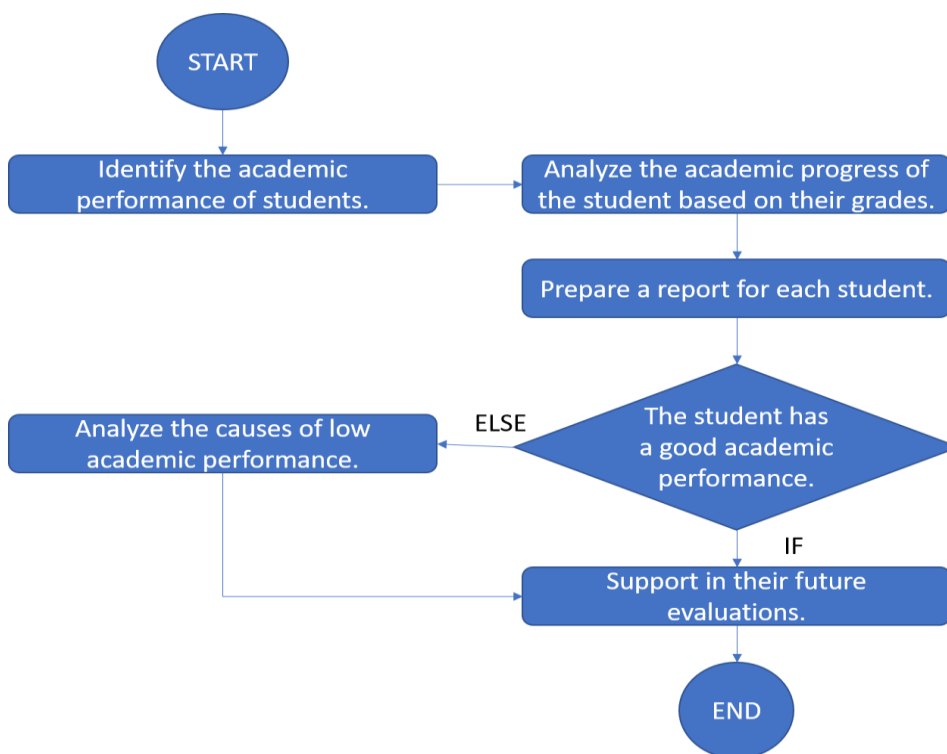 START
Identify the academic
performance of students.
Analyze the academic progress of
the student based on their grades.
Prepare a report for each student.
The student has
a good academic
performance.
ELSE
Analyze the causes of low
academic performance.
IF
Support in their future
evaluations.
END